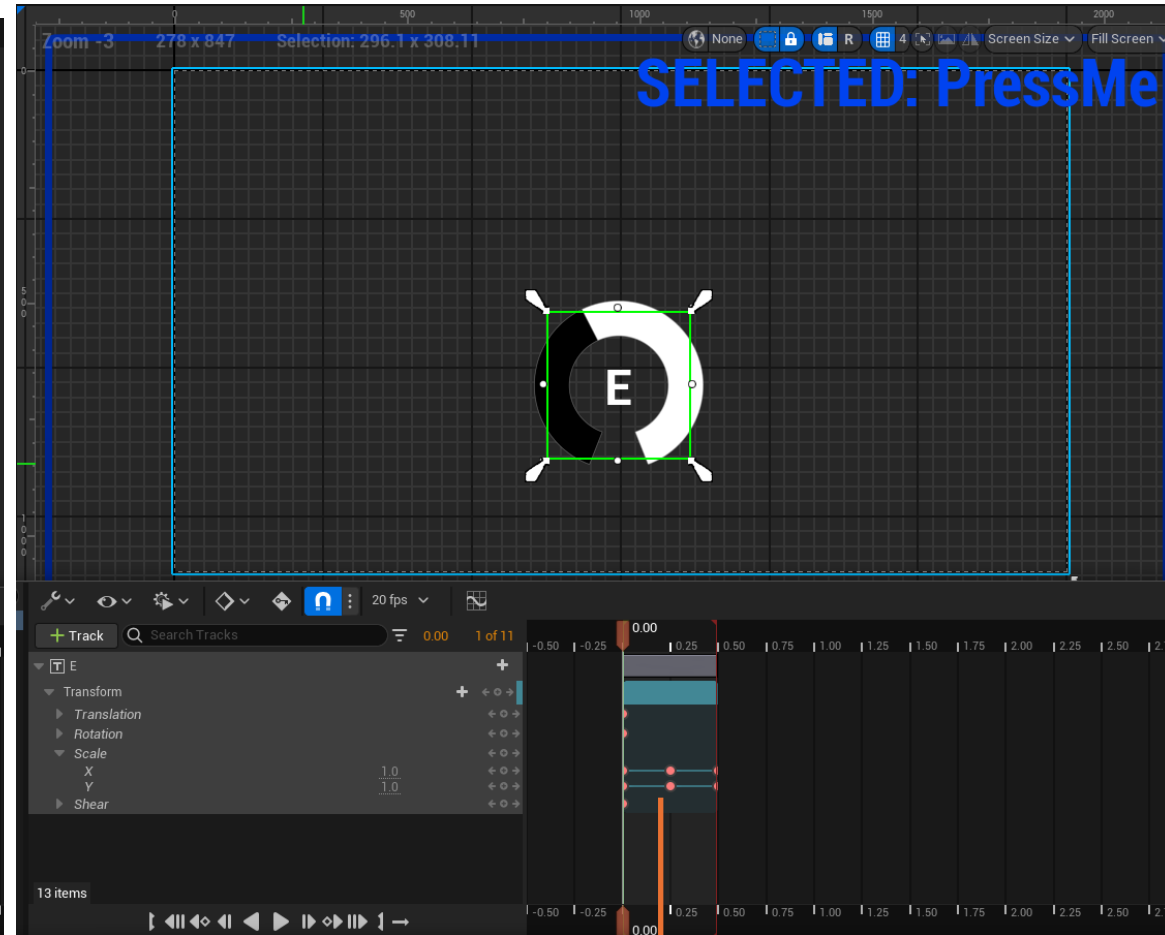 0 500 1000 1500 2000
Zoom -3 278 x 847 Selection: 296.1 x 308.11 None R 4 Screen Size Fill Screen
SELECTED: PressMe
0
500
E
1000
20 fps
+ Track Search Tracks 0.00 1 of 11
0.00
-0.50 -0.25 0.25 0.50 0.75 1.00 1.25 1.50 1.75 2.00 2.25 2.50 2.
T E
Transform
Translation
Rotation
Scale
X 1.0
Y 1.0
Shear
13 items
-0.50 -0.25 0.25 0.50 0.75 1.00 1.25 1.50 1.75 2.00 2.25 2.50 2.
0.00